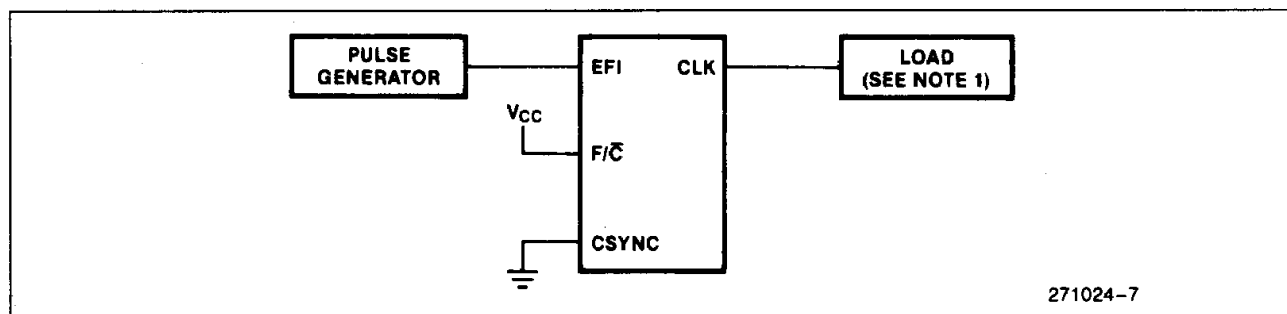 PULSE
GENERATOR
EFI
CLK
LOAD
(SEE NOTE 1)
VCC
F/C̅
CSYNC
271024-7